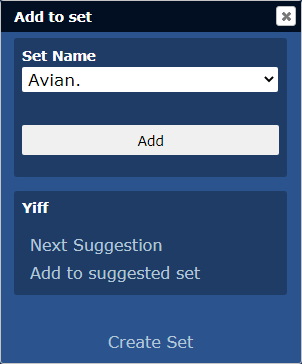 Add to set
Set Name
Avian.
Add
Yiff
Next Suggestion
Add to suggested set
Create Set